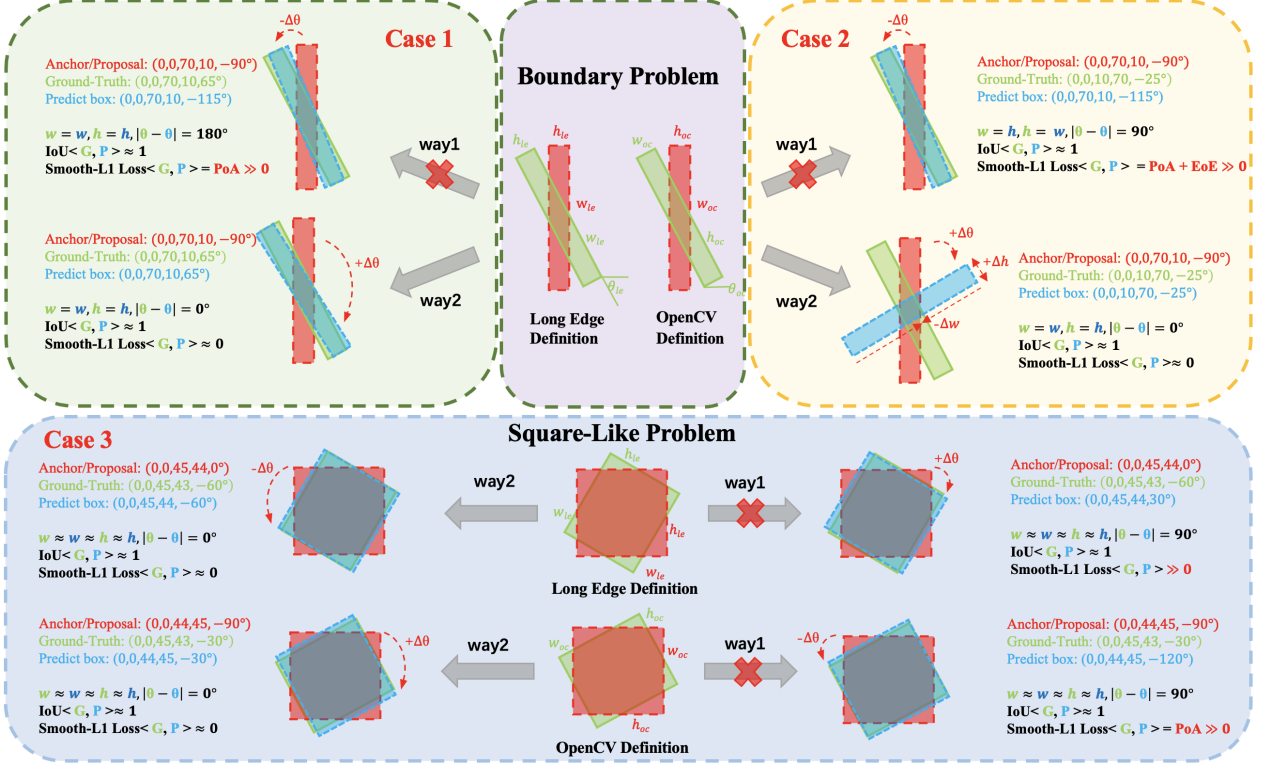 Case 1
-Δθ
Anchor/Proposal: (0,0,70,10,−90°)
Ground-Truth: (0,0,70,10,65°)
Predict box: (0,0,70,10,−115°)
w = w, h = h, |θ − θ| = 180°
IoU< G, P >≈ 1
Smooth-L1 Loss< G, P >= PoA ≫ 0
way1
Anchor/Proposal: (0,0,70,10,−90°)
Ground-Truth: (0,0,70,10,65°)
Predict box: (0,0,70,10,65°)
+Δθ
w = w, h = h, |θ − θ| = 0°
IoU< G, P >≈ 1
Smooth-L1 Loss< G, P >≈ 0
way2
Boundary Problem
h_le
w_le
w_le
θ_le
Long Edge
Definition
w_oc
h_oc
w_oc
h_oc
θ_oc
OpenCV
Definition
Case 2
-Δθ
Anchor/Proposal: (0,0,70,10,−90°)
Ground-Truth: (0,0,10,70,−25°)
Predict box: (0,0,70,10,−115°)
w = h, h = w, |θ − θ| = 90°
IoU< G, P >≈ 1
Smooth-L1 Loss< G, P > = PoA + EoE ≫ 0
way1
+Δθ
+Δh
-Δw
Anchor/Proposal: (0,0,70,10,−90°)
Ground-Truth: (0,0,10,70,−25°)
Predict box: (0,0,10,70,−25°)
w = w, h = h, |θ − θ| = 0°
IoU< G, P >≈ 1
Smooth-L1 Loss< G, P >≈ 0
way2
Case 3
Square-Like Problem
Anchor/Proposal: (0,0,45,44,0°)
Ground-Truth: (0,0,45,43,−60°)
Predict box: (0,0,45,44,−60°)
w ≈ w ≈ h ≈ h, |θ − θ| = 0°
IoU< G, P >≈ 1
Smooth-L1 Loss< G, P >≈ 0
-Δθ
way2
h_le
w_le
h_le
w_le
Long Edge Definition
way1
+Δθ
Anchor/Proposal: (0,0,45,44,0°)
Ground-Truth: (0,0,45,43,−60°)
Predict box: (0,0,45,44,30°)
w ≈ w ≈ h ≈ h, |θ − θ| = 90°
IoU< G, P >≈ 1
Smooth-L1 Loss< G, P > ≫ 0
Anchor/Proposal: (0,0,44,45,−90°)
Ground-Truth: (0,0,45,43,−30°)
Predict box: (0,0,44,45,−30°)
w ≈ w ≈ h ≈ h, |θ − θ| = 0°
IoU< G, P >≈ 1
Smooth-L1 Loss< G, P >≈ 0
+Δθ
way2
h_oc
w_oc
w_oc
h_oc
OpenCV Definition
way1
-Δθ
Anchor/Proposal: (0,0,44,45,−90°)
Ground-Truth: (0,0,45,43,−30°)
Predict box: (0,0,44,45,−120°)
w ≈ w ≈ h ≈ h, |θ − θ| = 90°
IoU< G, P >≈ 1
Smooth-L1 Loss< G, P >= PoA ≫ 0